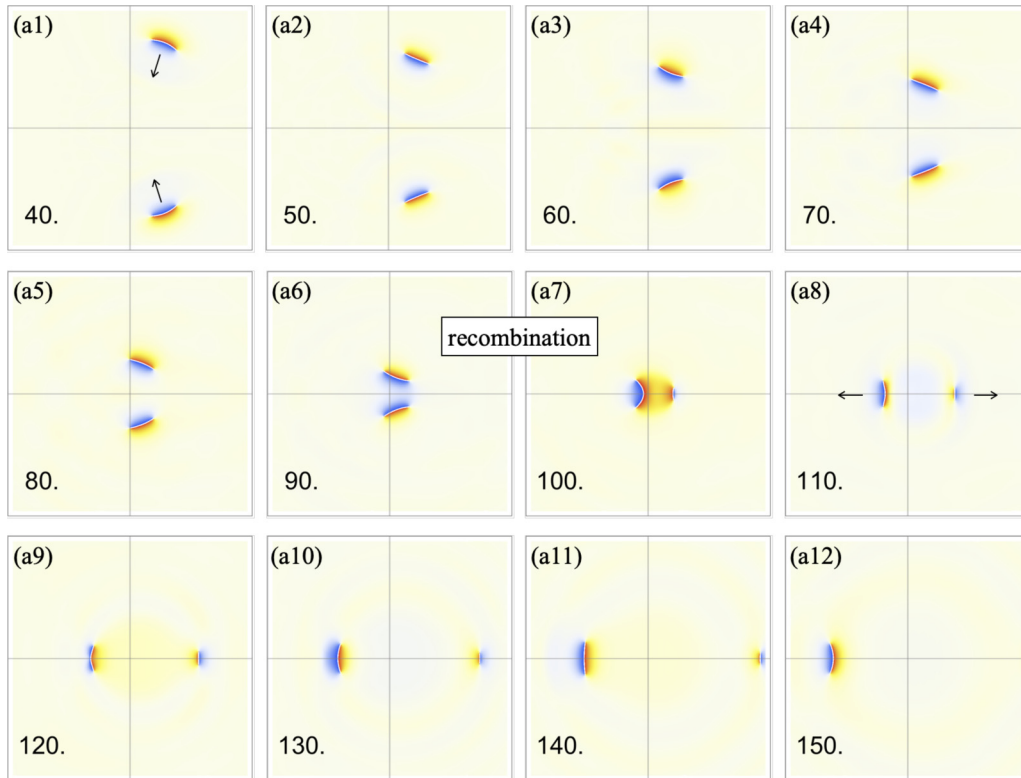 (a1)
40.
(a2)
50.
(a3)
60.
(a4)
70.
(a5)
80.
(a6)
90.
recombination
(a7)
100.
(a8)
110.
(a9)
120.
(a10)
130.
(a11)
140.
(a12)
150.